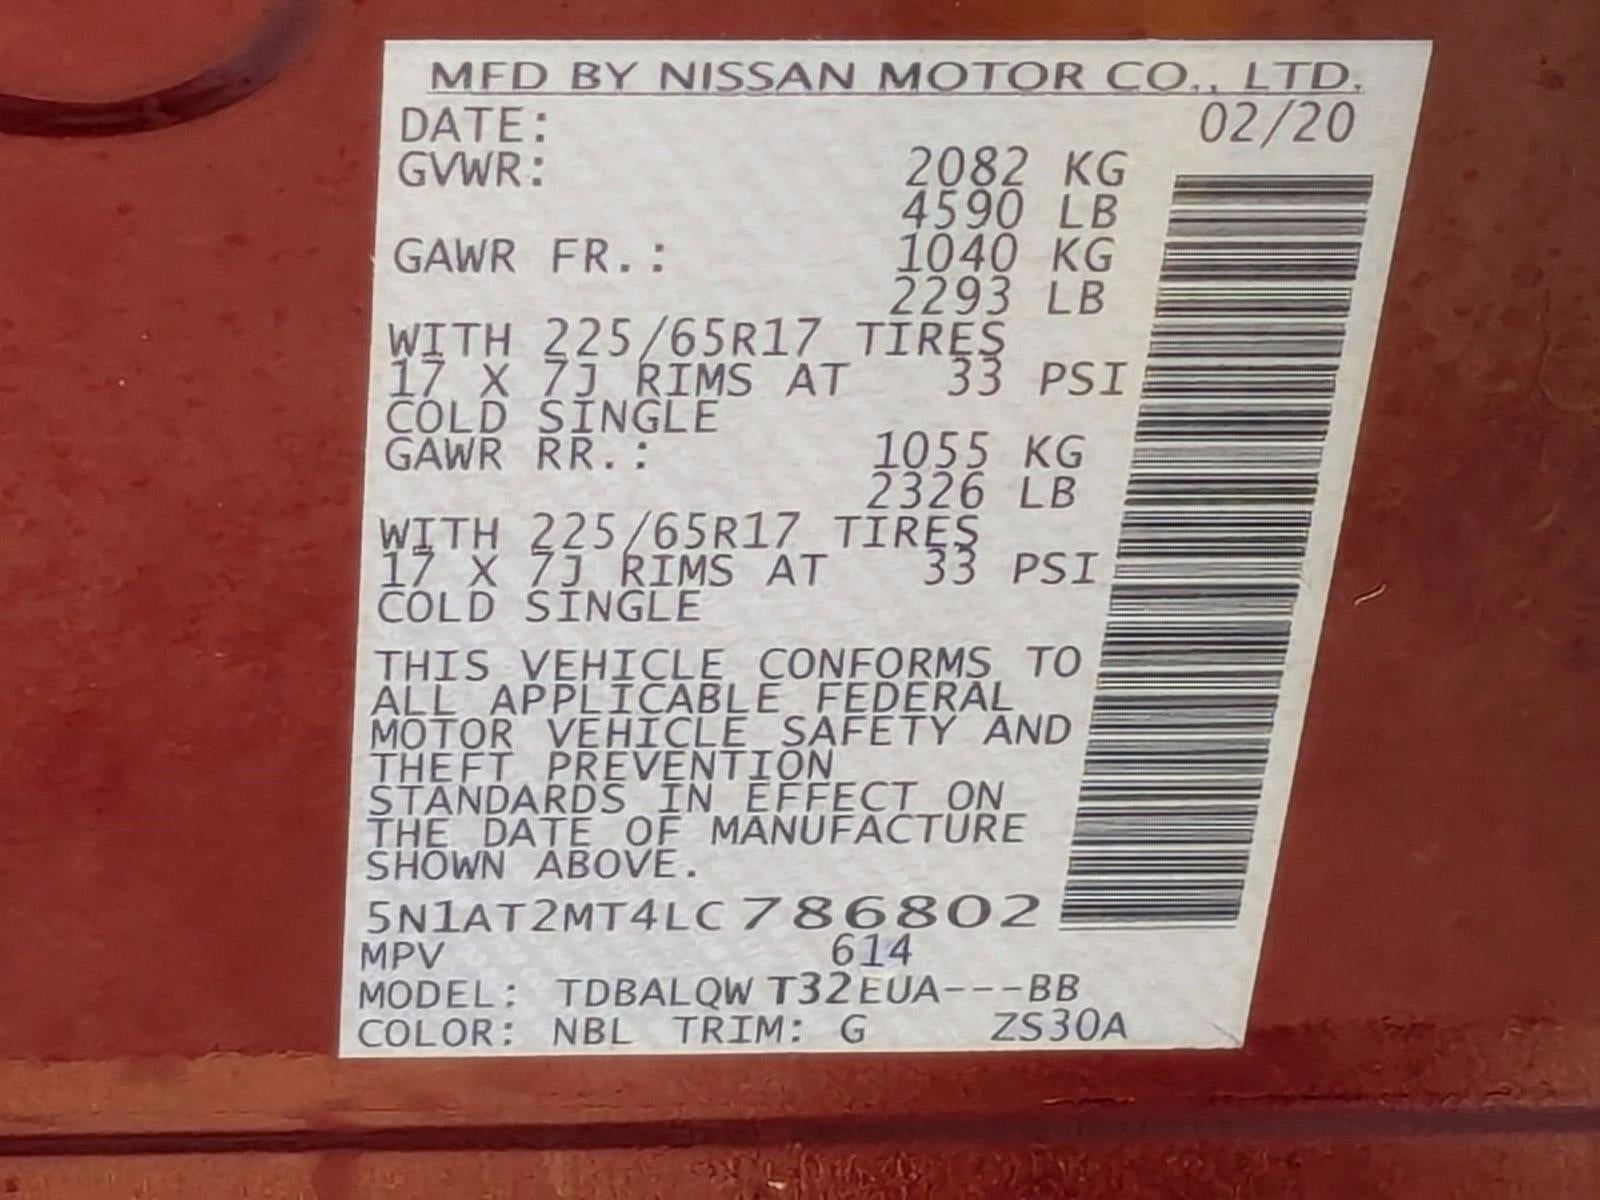 MFD BY NISSAN MOTOR CO., LTD.
DATE: 02/20
GVWR: 2082 KG
4590 LB
GAWR FR.: 1040 KG
2293 LB
WITH 225/65R17 TIRES
17 X 7J RIMS AT 33 PSI
COLD SINGLE
GAWR RR.: 1055 KG
2326 LB
WITH 225/65R17 TIRES
17 X 7J RIMS AT 33 PSI
COLD SINGLE
THIS VEHICLE CONFORMS TO
ALL APPLICABLE FEDERAL
MOTOR VEHICLE SAFETY AND
THEFT PREVENTION
STANDARDS IN EFFECT ON
THE DATE OF MANUFACTURE
SHOWN ABOVE.
5N1AT2MT4LC786802
MPV 614
MODEL: TDBALQW T32EUA---BB
COLOR: NBL TRIM: G ZS30A